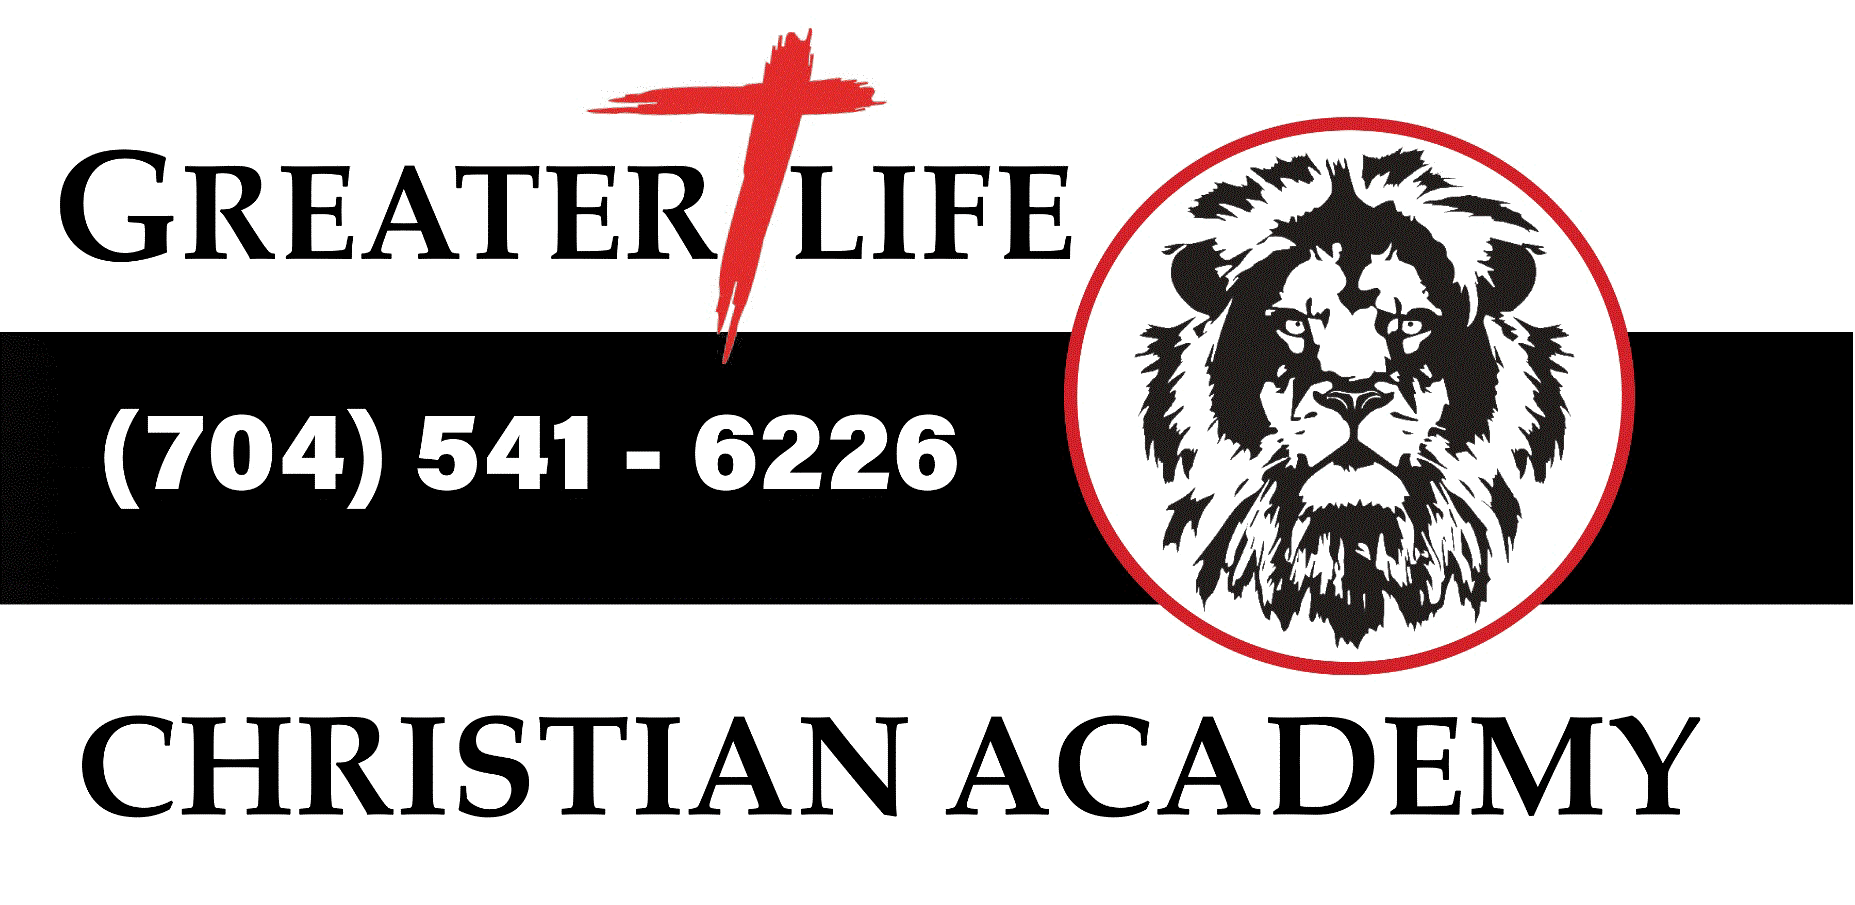 GREATER LIFE
(704) 541 - 6226
CHRISTIAN ACADEMY